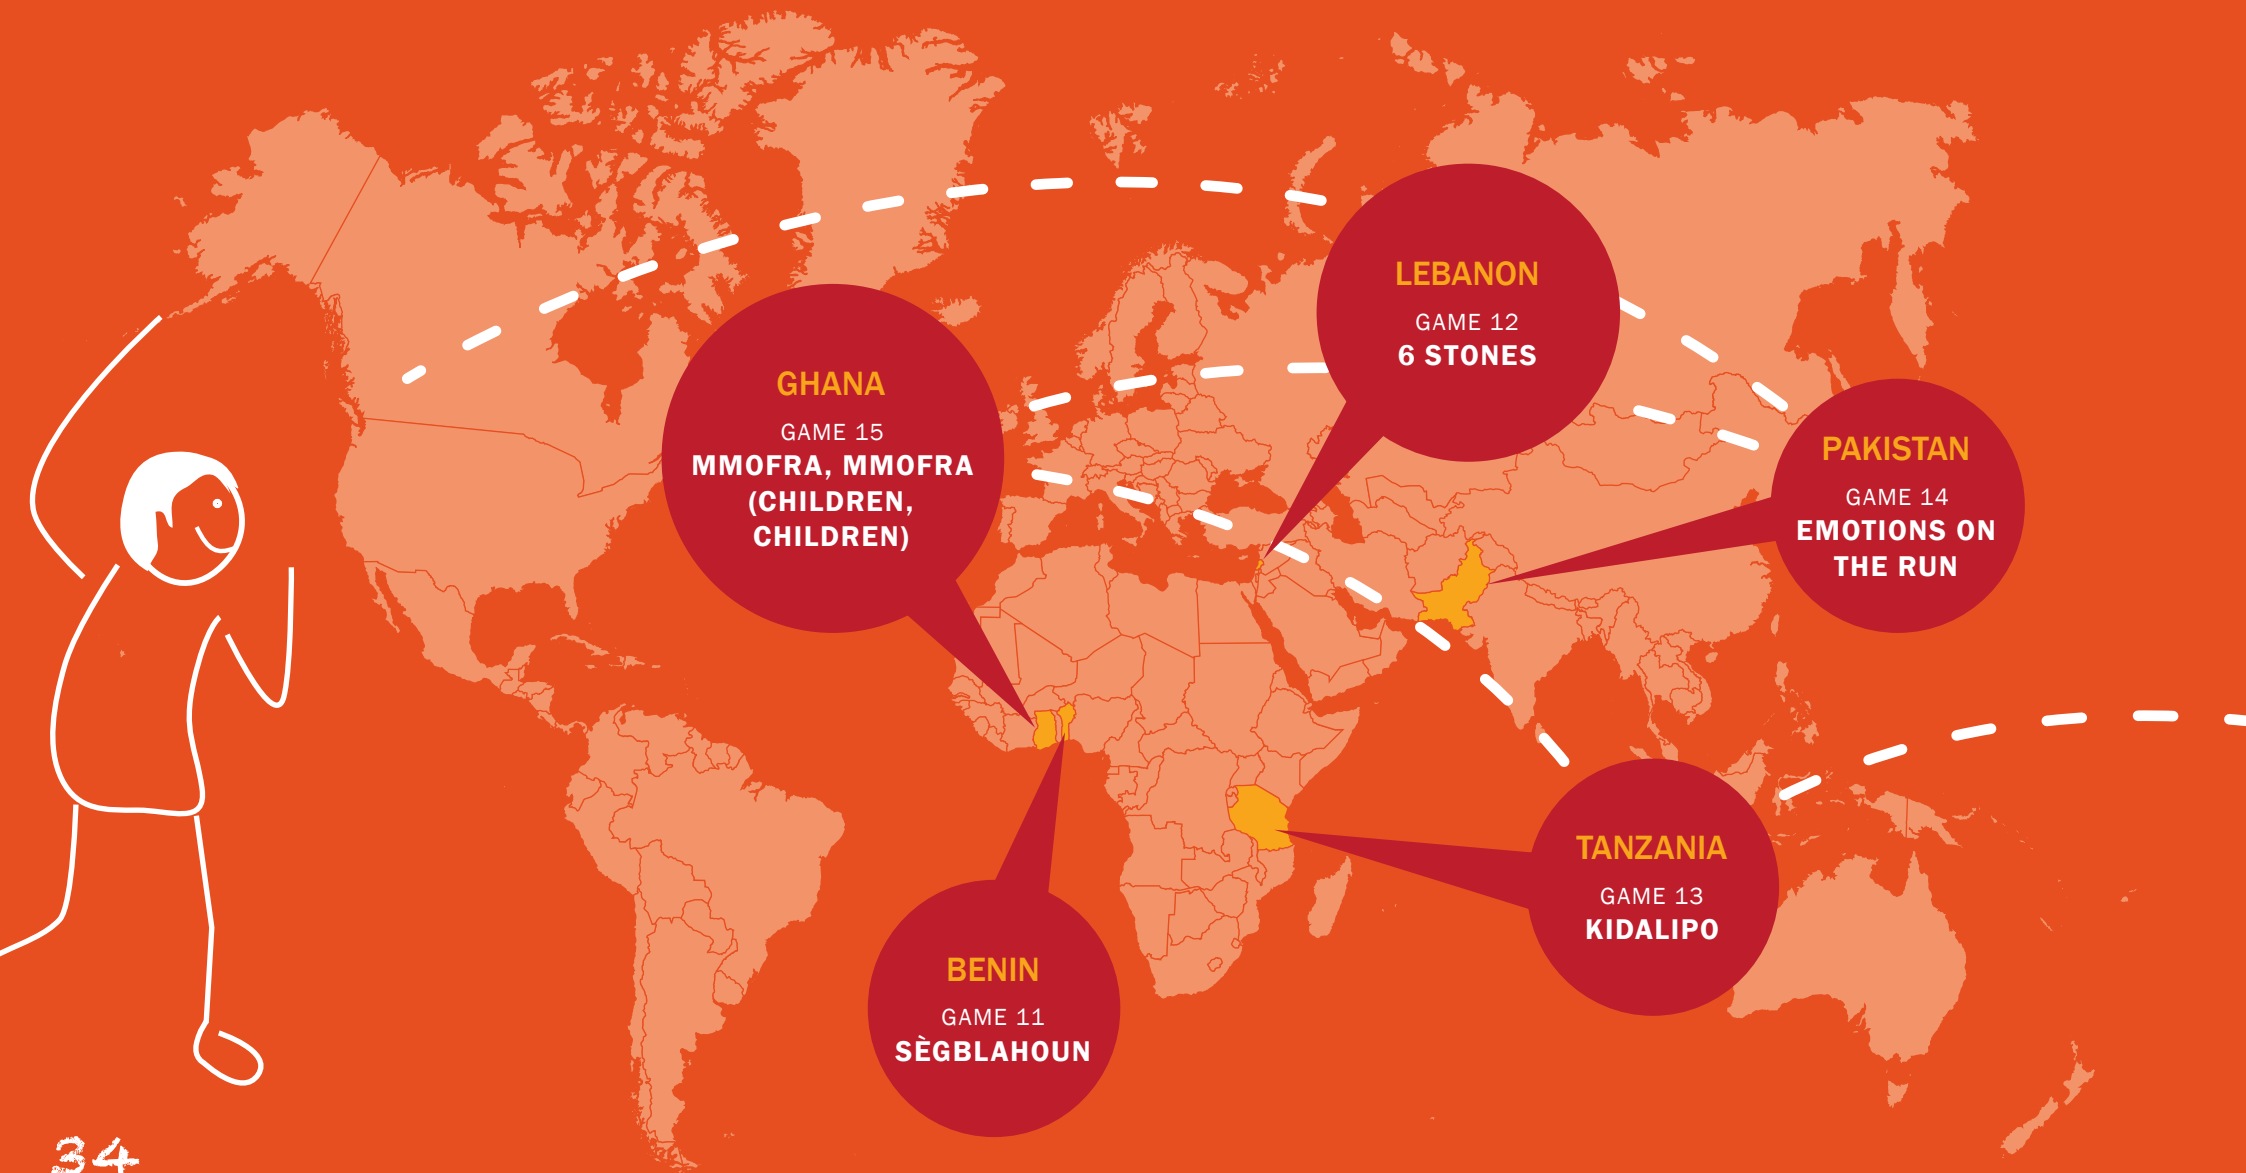 LEBANON
GAME 12
6 STONES
GHANA
GAME 15
MMOFRA, MMOFRA
(CHILDREN,
CHILDREN)
PAKISTAN
GAME 14
EMOTIONS ON
THE RUN
TANZANIA
GAME 13
KIDALIPO
BENIN
GAME 11
SÈGBLAHOUN
34